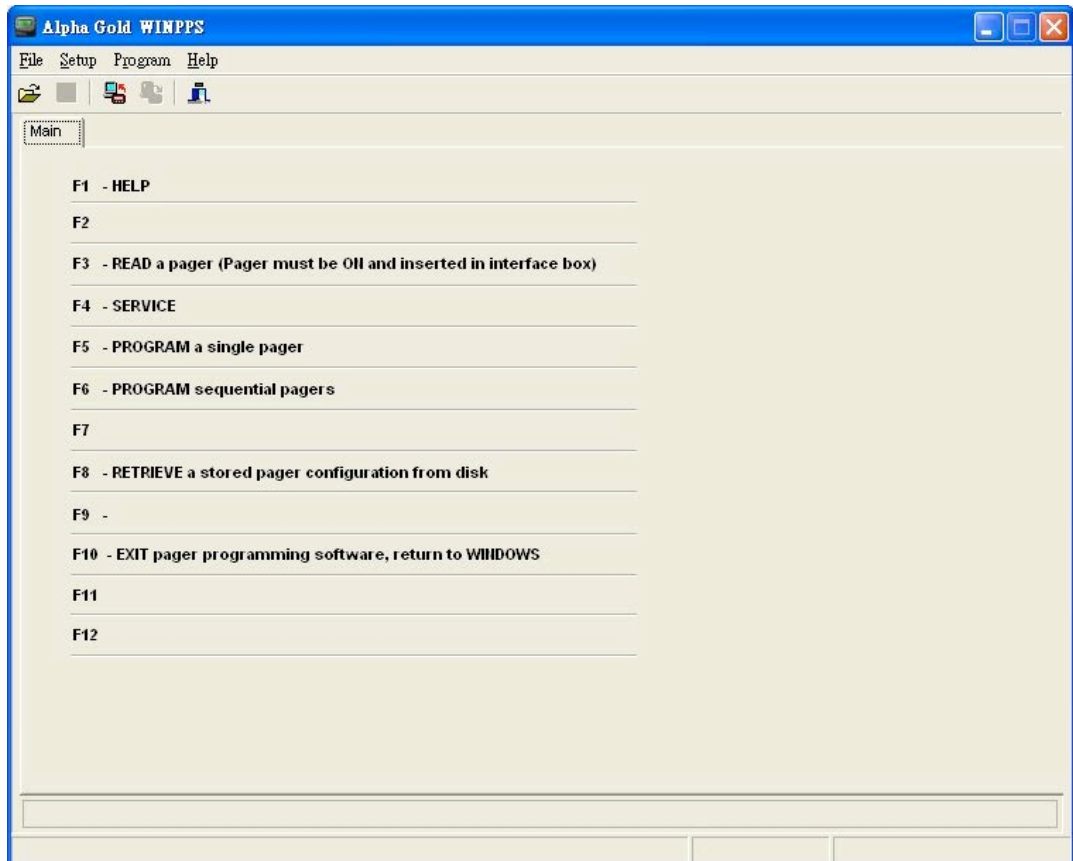 Alpha Gold WINPPS
File Setup Program Help
Main
F1 - HELP
F2
F3 - READ a pager (Pager must be ON and inserted in interface box)
F4 - SERVICE
F5 - PROGRAM a single pager
F6 - PROGRAM sequential pagers
F7
F8 - RETRIEVE a stored pager configuration from disk
F9 -
F10 - EXIT pager programming software, return to WINDOWS
F11
F12